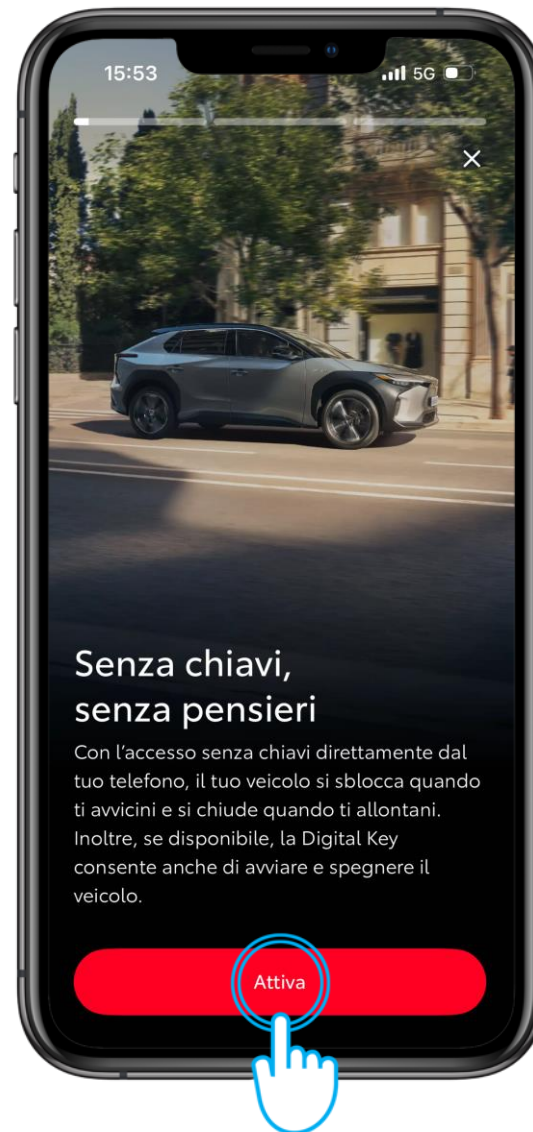 15:53
5G
Senza chiavi,
senza pensieri
Con l’accesso senza chiavi direttamente dal
tuo telefono, il tuo veicolo si sblocca quando
ti avvicini e si chiude quando ti allontani.
Inoltre, se disponibile, la Digital Key
consente anche di avviare e spegnere il
veicolo.
Attiva